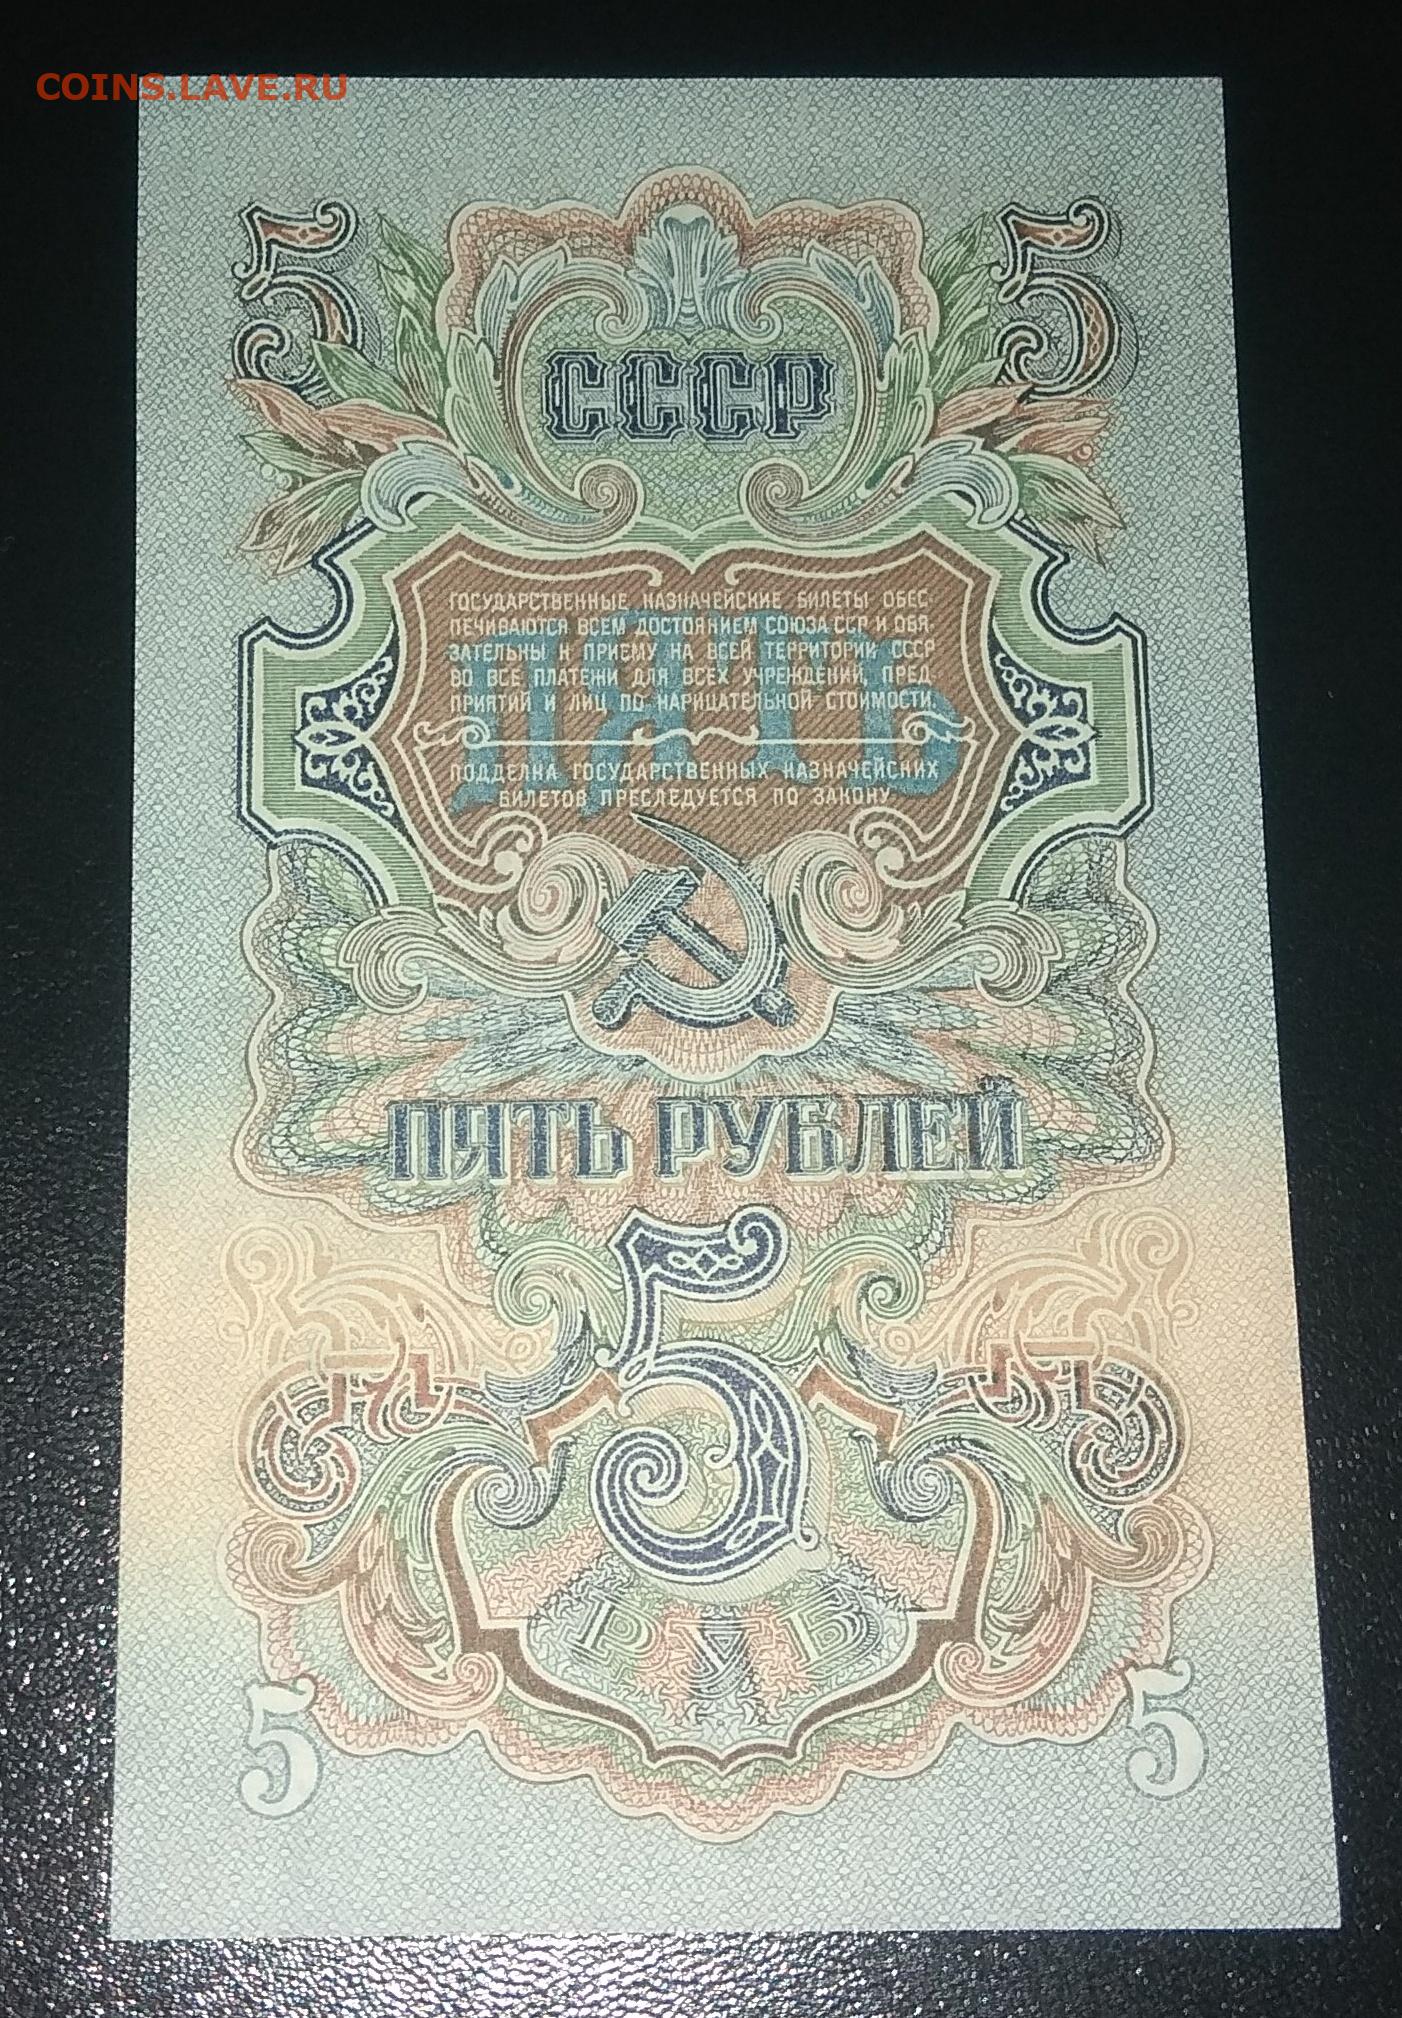 COINS.LAVE.RU
5 5
СССР
ГОСУДАРСТВЕННЫЕ КАЗНАЧЕЙСКИЕ БИЛЕТЫ ОБЕС-
ПЕЧИВАЮТСЯ ВСЕМ ДОСТОЯНИЕМ СОЮЗА ССР И ОБЯ-
ЗАТЕЛЬНЫ К ПРИЕМУ НА ВСЕЙ ТЕРРИТОРИИ СССР
ВО ВСЕ ПЛАТЕЖИ ДЛЯ ВСЕХ УЧРЕЖДЕНИЙ, ПРЕД-
ПРИЯТИЙ И ЛИЦ ПО НАРИЦАТЕЛЬНОЙ СТОИМОСТИ.
ПЯТЬ
ПОДДЕЛКА ГОСУДАРСТВЕННЫХ КАЗНАЧЕЙСКИХ
БИЛЕТОВ ПРЕСЛЕДУЕТСЯ ПО ЗАКОНУ
ПЯТЬ РУБЛЕЙ
5
РУБ
5 5